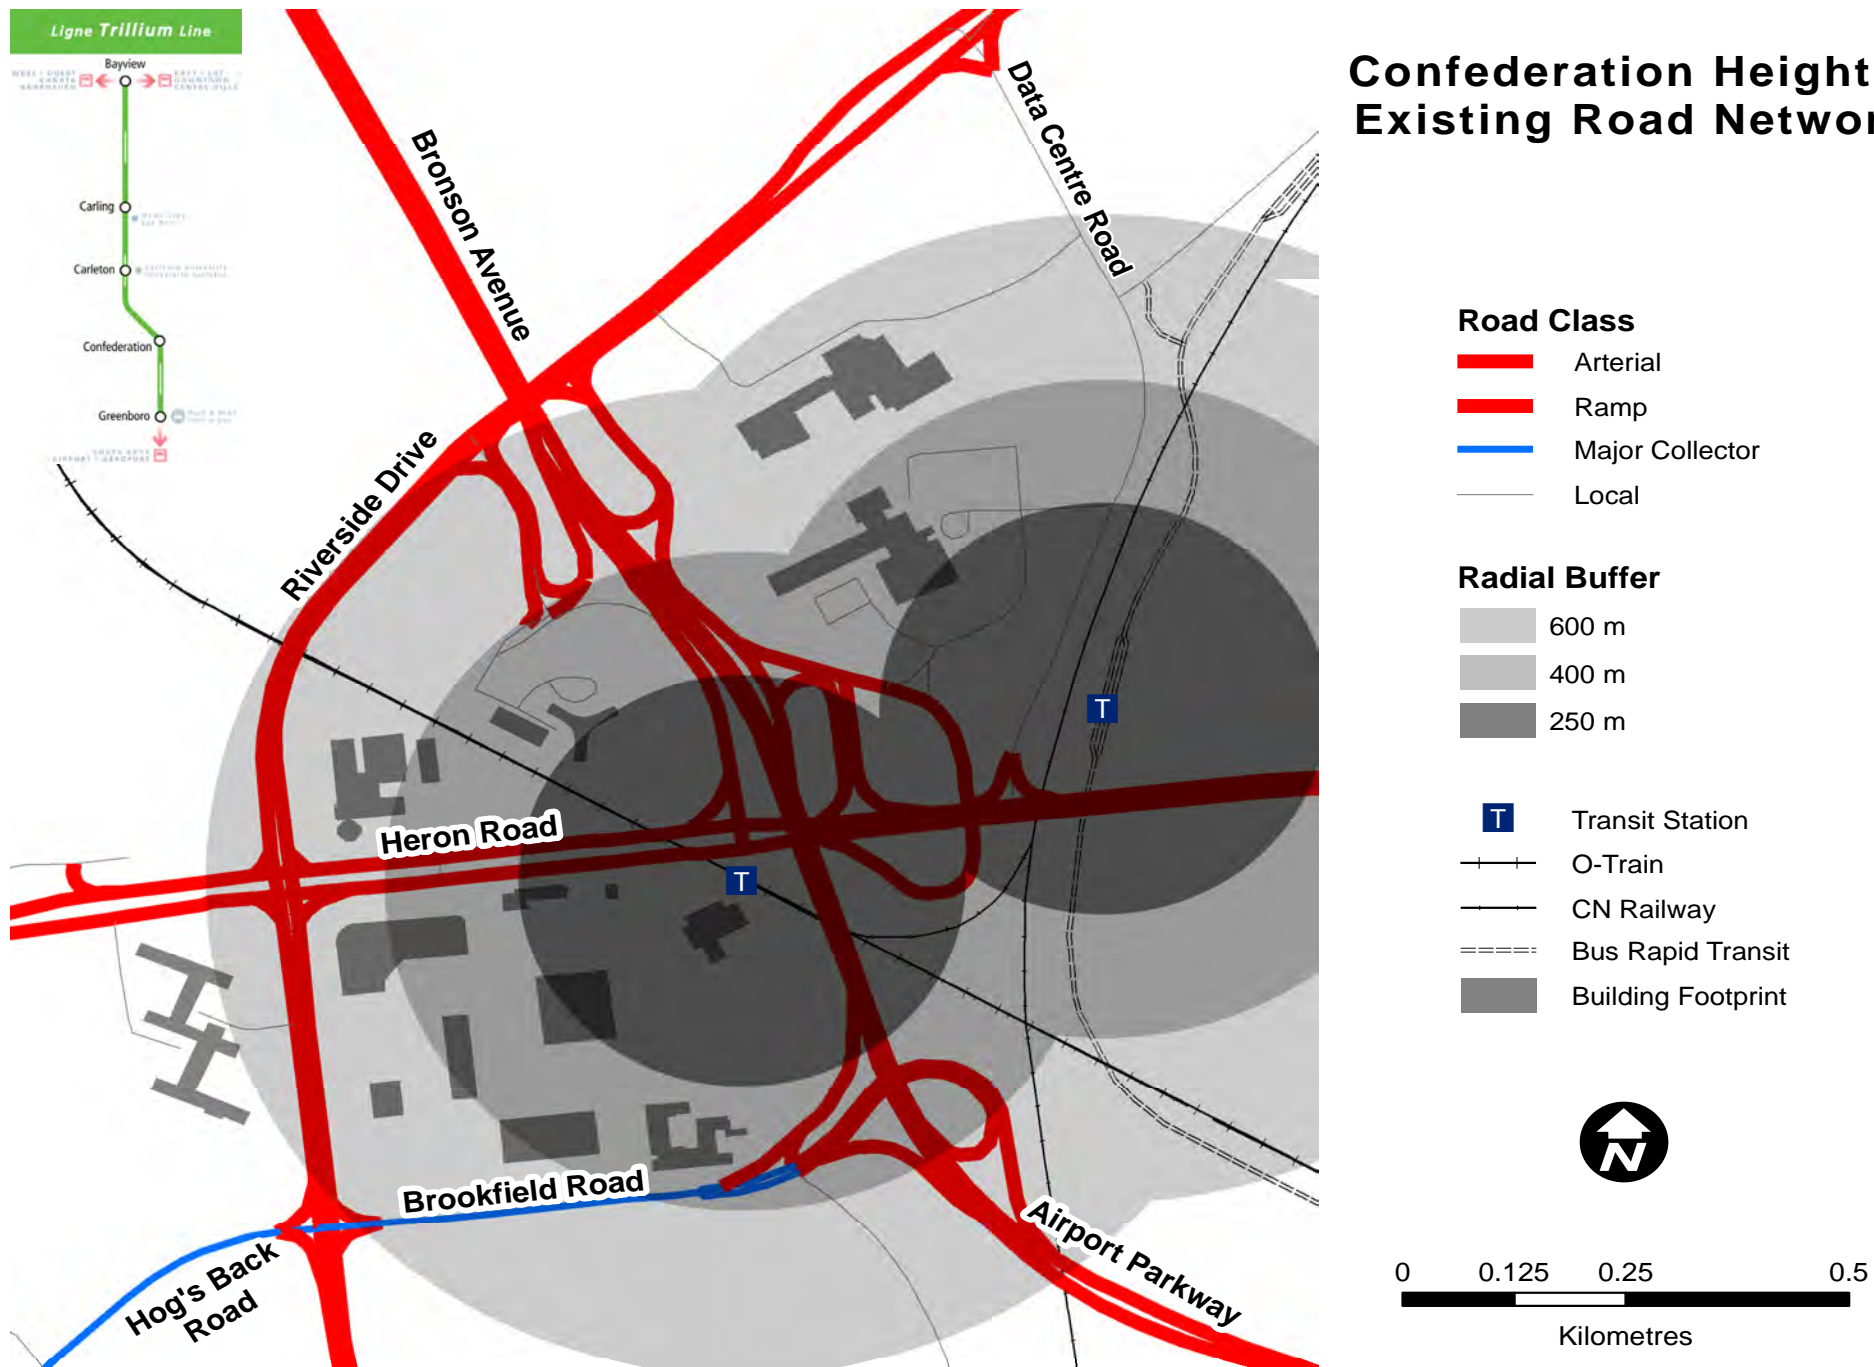 Ligne Trillium Line
Bayview
Carling
Carleton
Confederation
Greenboro
Confederation Height
Existing Road Networ
Data Centre Road
Bronson Avenue
Riverside Drive
Heron Road
Brookfield Road
Hog's Back
Road
Airport Parkway
T
T
Road Class
Arterial
Ramp
Major Collector
Local
Radial Buffer
600 m
400 m
250 m
T Transit Station
O-Train
CN Railway
Bus Rapid Transit
Building Footprint
N
0 0.125 0.25 0.5
Kilometres